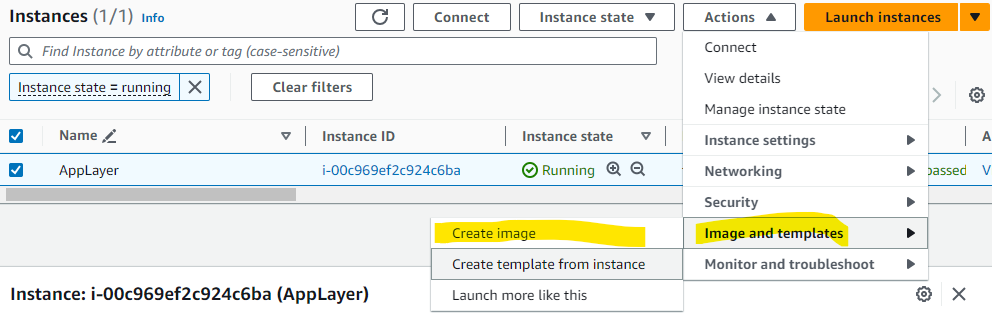 Instances (1/1) Info
Connect
Instance state
Actions
Launch instances
Find Instance by attribute or tag (case-sensitive)
Instance state = running
Clear filters
Connect
View details
Manage instance state
Instance settings
Networking
Security
Image and templates
Monitor and troubleshoot
Name
Instance ID
Instance state
A
AppLayer
i-00c969ef2c924c6ba
Running
passed
V
Create image
Create template from instance
Launch more like this
Instance: i-00c969ef2c924c6ba (AppLayer)